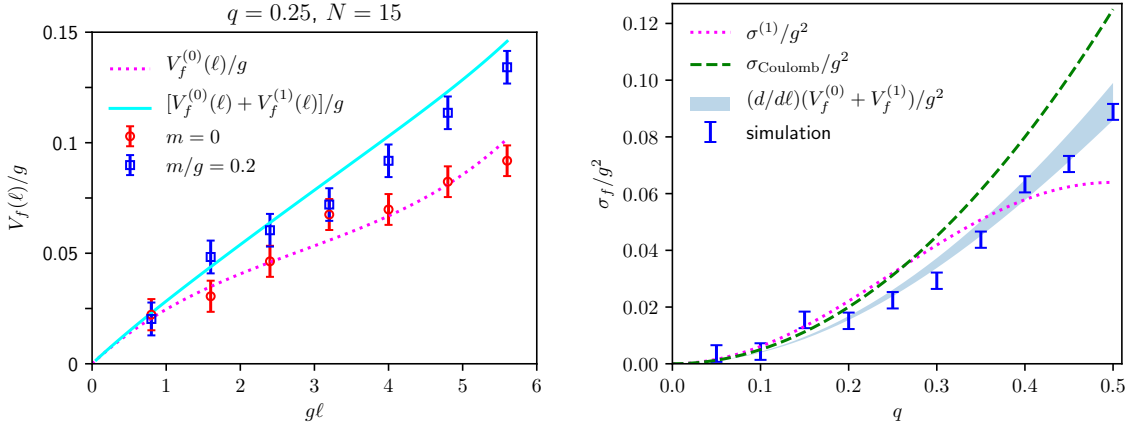 q = 0.25, N = 15
V_f(ℓ)/g
0.15
0.1
0.05
0
V_f^{(0)}(ℓ)/g
[V_f^{(0)}(ℓ) + V_f^{(1)}(ℓ)]/g
m = 0
m/g = 0.2
0 1 2 3 4 5 6
gℓ
σ_f/g^2
0.12
0.10
0.08
0.06
0.04
0.02
0.00
σ^{(1)}/g^2
σ_{Coulomb}/g^2
(d/dℓ)(V_f^{(0)} + V_f^{(1)})/g^2
simulation
0.0 0.1 0.2 0.3 0.4 0.5
q